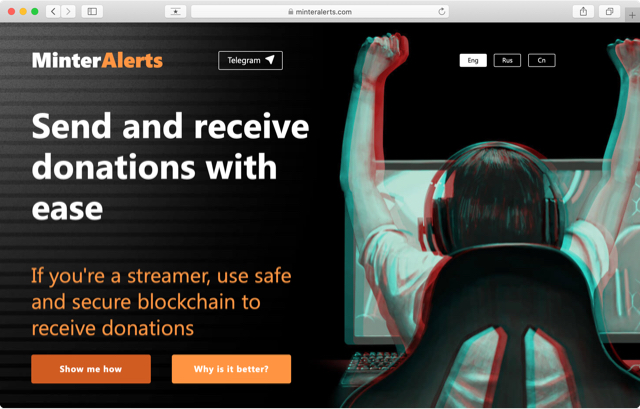 minteralerts.com
MinterAlerts
Telegram
Eng
Rus
Cn
Send and receive
donations with
ease
If you're a streamer, use safe
and secure blockchain to
receive donations
Show me how
Why is it better?